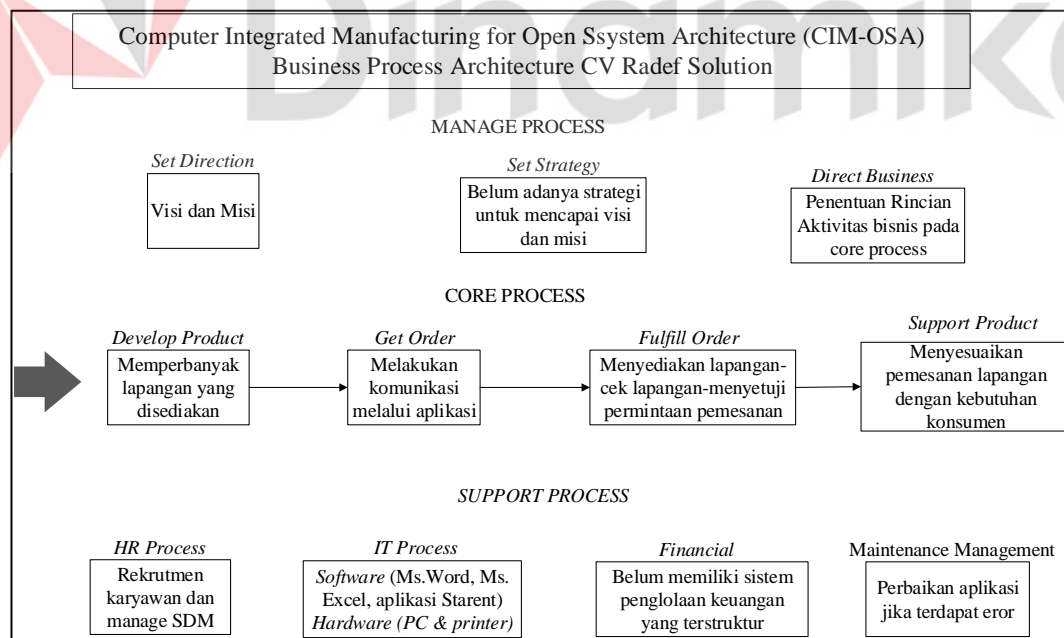 Dinamika
Computer Integrated Manufacturing for Open Ssystem Architecture (CIM-OSA)
Business Process Architecture CV Radef Solution
MANAGE PROCESS
Set Direction
Visi dan Misi
Set Strategy
Belum adanya strategi
untuk mencapai visi
dan misi
Direct Business
Penentuan Rincian
Aktivitas bisnis pada
core process
CORE PROCESS
Develop Product
Memperbanyak
lapangan yang
disediakan
Get Order
Melakukan
komunikasi
melalui aplikasi
Fulfill Order
Menyediakan lapangan-
cek lapangan-menyetuji
permintaan pemesanan
Support Product
Menyesuaikan
pemesanan lapangan
dengan kebutuhan
konsumen
SUPPORT PROCESS
HR Process
Rekrutmen
karyawan dan
manage SDM
IT Process
Software (Ms.Word, Ms.
Excel, aplikasi Starent)
Hardware (PC & printer)
Financial
Belum memiliki sistem
penglolaan keuangan
yang terstruktur
Maintenance Management
Perbaikan aplikasi
jika terdapat eror